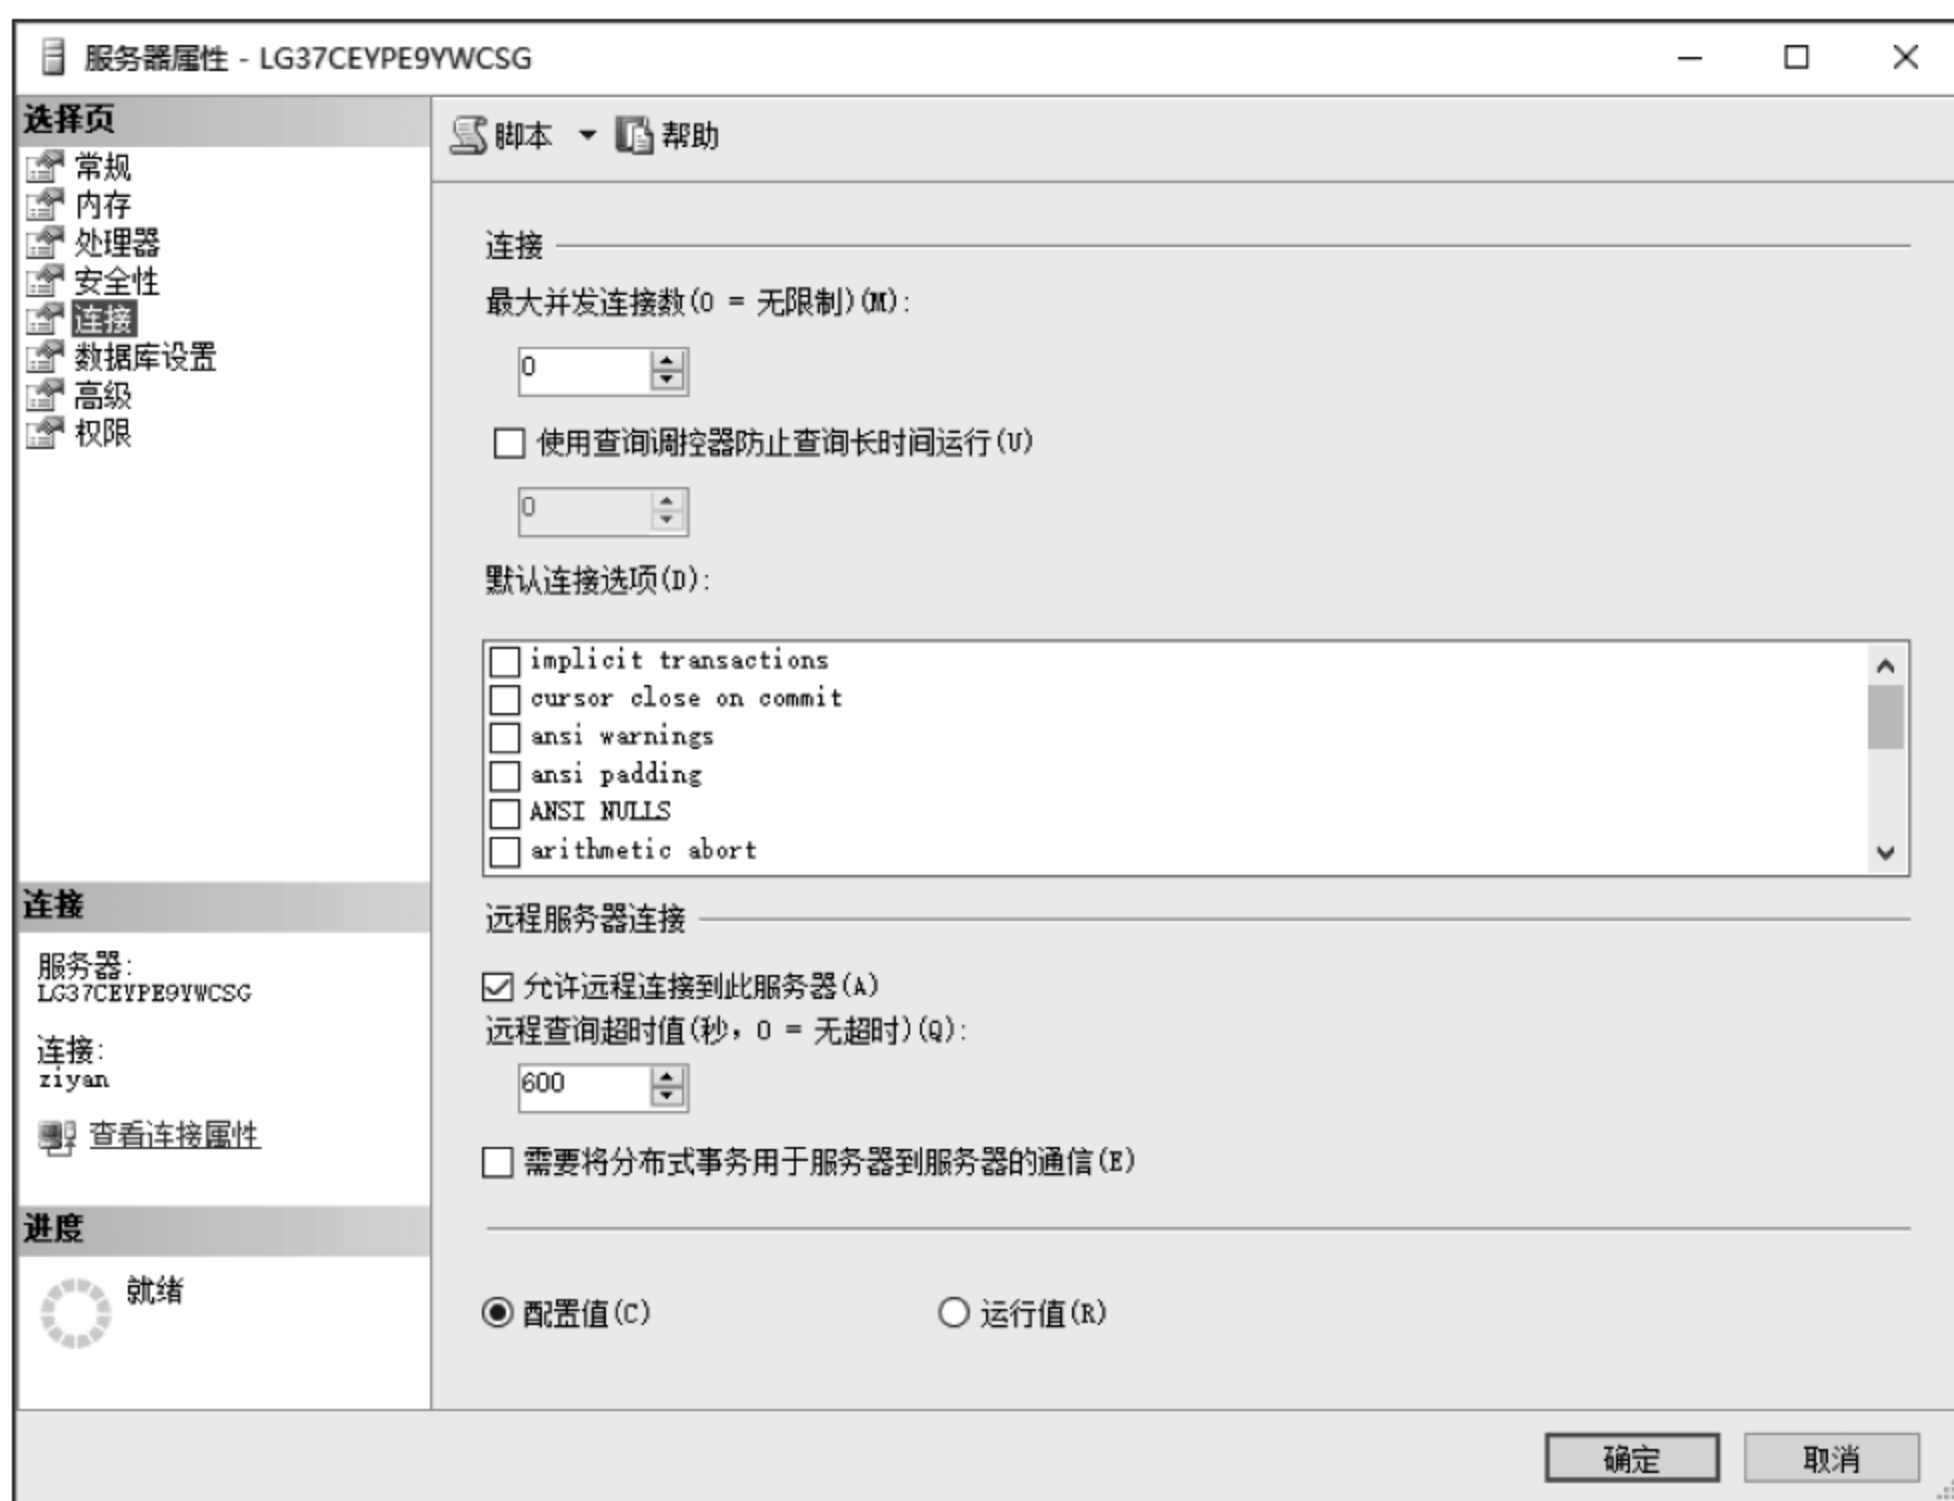 服务器属性 - LG37CEYPE9YWCSG
选择页
常规
内存
处理器
安全性
连接
数据库设置
高级
权限
脚本 帮助
连接
最大并发连接数(0 = 无限制)(M):
0
使用查询调控器防止查询长时间运行(U)
0
默认连接选项(D):
implicit transactions
cursor close on commit
ansi warnings
ansi padding
ANSI NULLS
arithmetic abort
远程服务器连接
允许远程连接到此服务器(A)
远程查询超时值(秒，0 = 无超时)(Q):
600
需要将分布式事务用于服务器到服务器的通信(E)
配置值(C) 运行值(R)
连接
服务器:
LG37CEYPE9YWCSG
连接:
ziyan
查看连接属性
进度
就绪
确定 取消